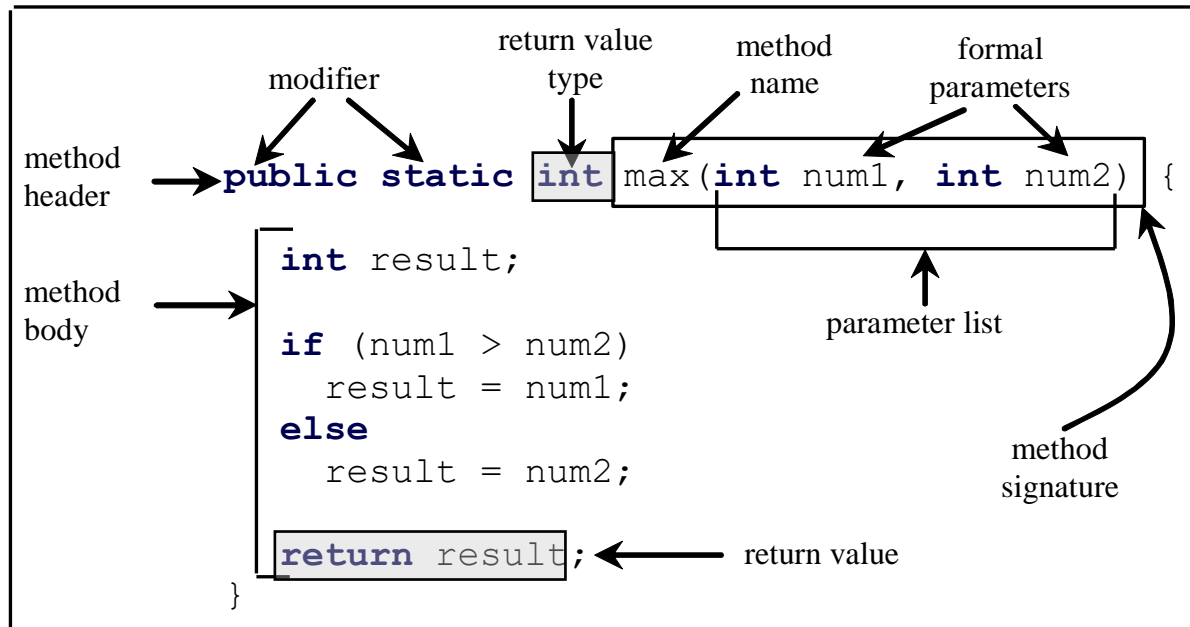 return value
type
method
name
formal
parameters
modifier
method
header
public static int max(int num1, int num2) {
method
body
int result;
parameter list
if (num1 > num2)
result = num1;
else
result = num2;
method
signature
return result;
return value
}